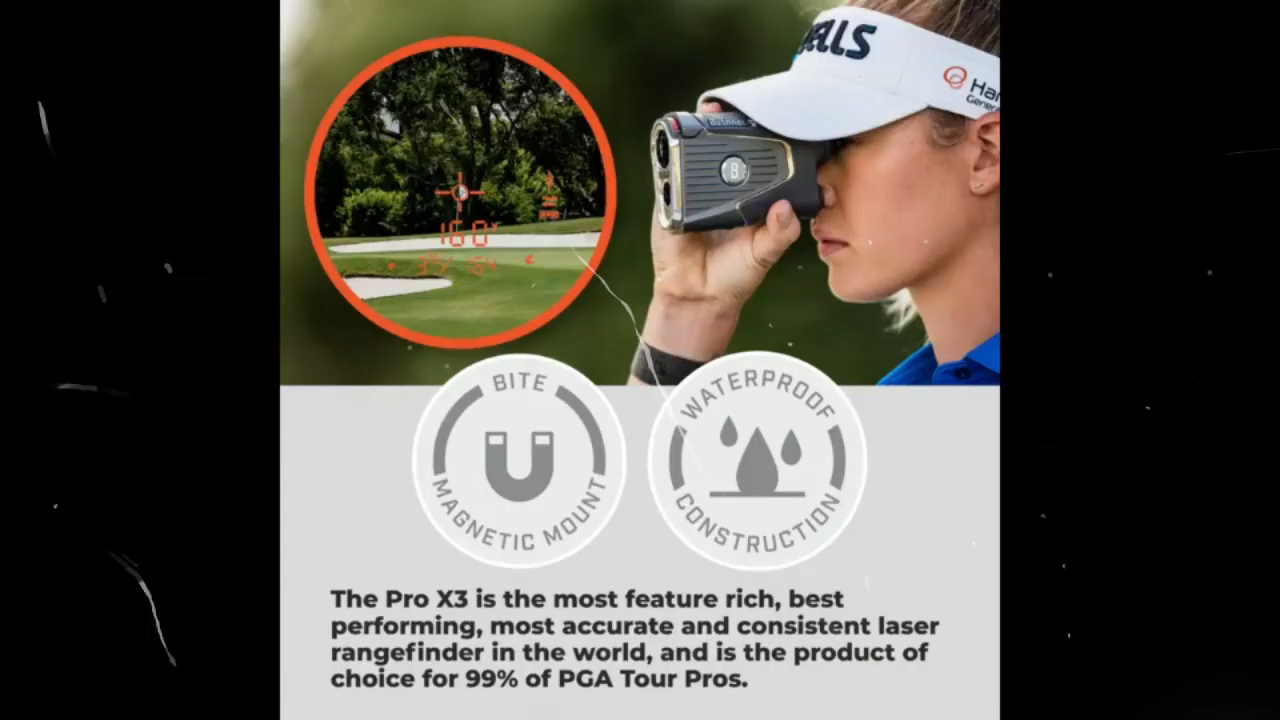 160Y
BITE
MAGNETIC MOUNT
WATERPROOF
CONSTRUCTION
The Pro X3 is the most feature rich, best
performing, most accurate and consistent laser
rangefinder in the world, and is the product of
choice for 99% of PGA Tour Pros.